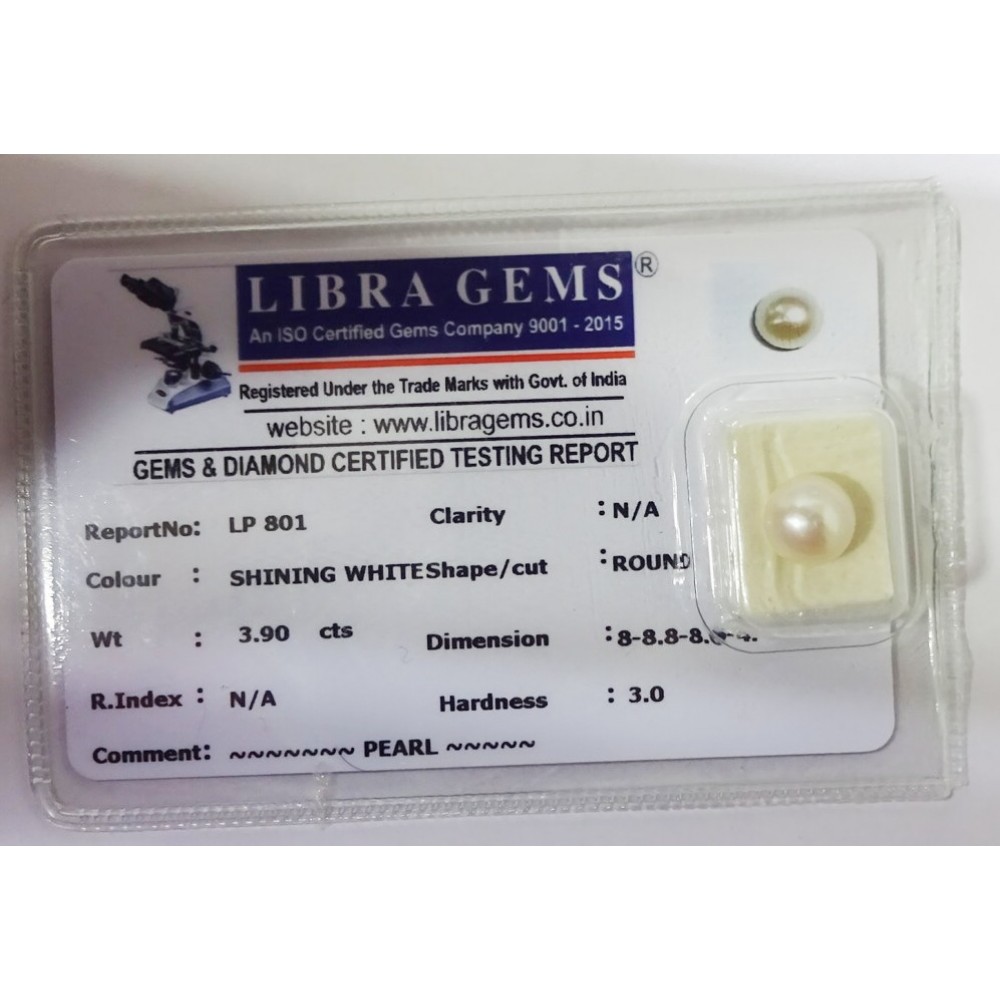 LIBRA GEMS®
An ISO Certified Gems Company 9001 - 2015
Registered Under the Trade Marks with Govt. of India
website : www.libragems.co.in
GEMS & DIAMOND CERTIFIED TESTING REPORT
ReportNo: LP 801 Clarity : N/A
Colour : SHINING WHITE Shape/cut : ROUND
Wt : 3.90 cts Dimension :
R.Index : N/A Hardness : 3.0
Comment: ~~~~~~~ PEARL ~~~~~